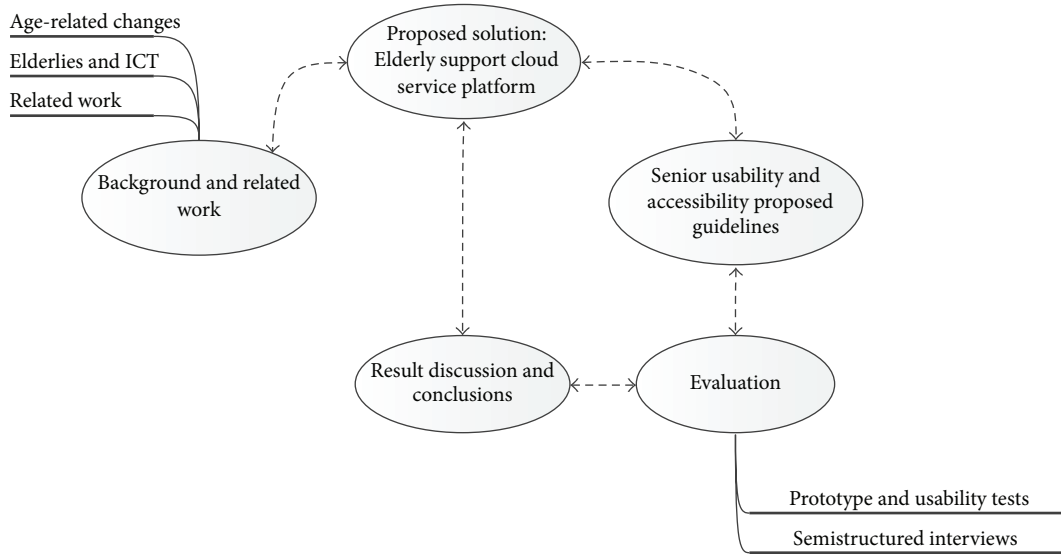 Age-related changes
Elderlies and ICT
Related work
Background and related
work
Proposed solution:
Elderly support cloud
service platform
Senior usability and
accessibility proposed
guidelines
Result discussion and
conclusions
Evaluation
Prototype and usability tests
Semistructured interviews